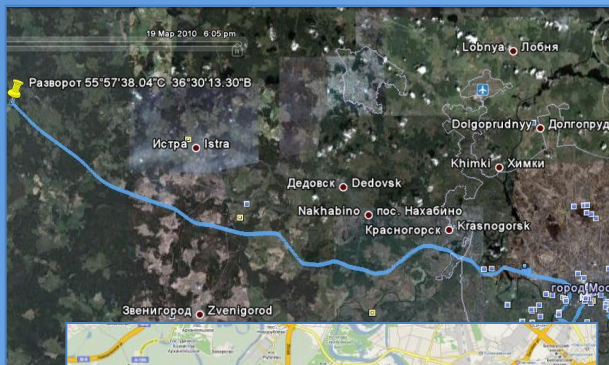 19 Мар 2010 6:05 pm
Lobnya Лобня
Разворот 55°57'38.04"С 36°30'13.30"В
Dolgoprudnyy Долгопруд
Истра Istra
Khimki Химки
Дедовск Dedovsk
Nakhabino пос. Нахабино
Красногорск Krasnogorsk
город Мос
Звенигород Zvenigorod